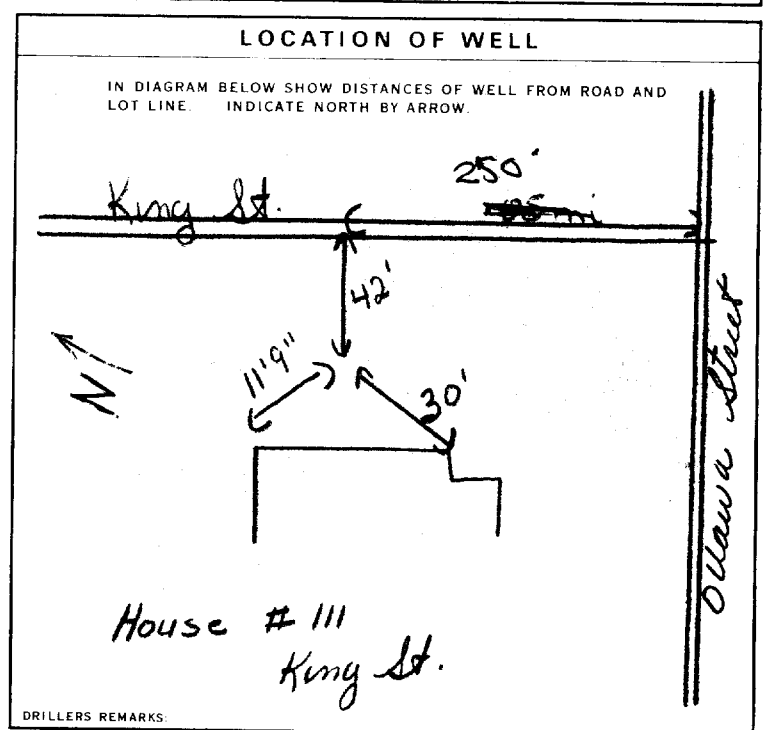 LOCATION OF WELL
IN DIAGRAM BELOW SHOW DISTANCES OF WELL FROM ROAD AND
LOT LINE. INDICATE NORTH BY ARROW.
250'
King St.
42'
11'9"
30'
N
Ottawa Street
House # 111
King St.
DRILLERS REMARKS: